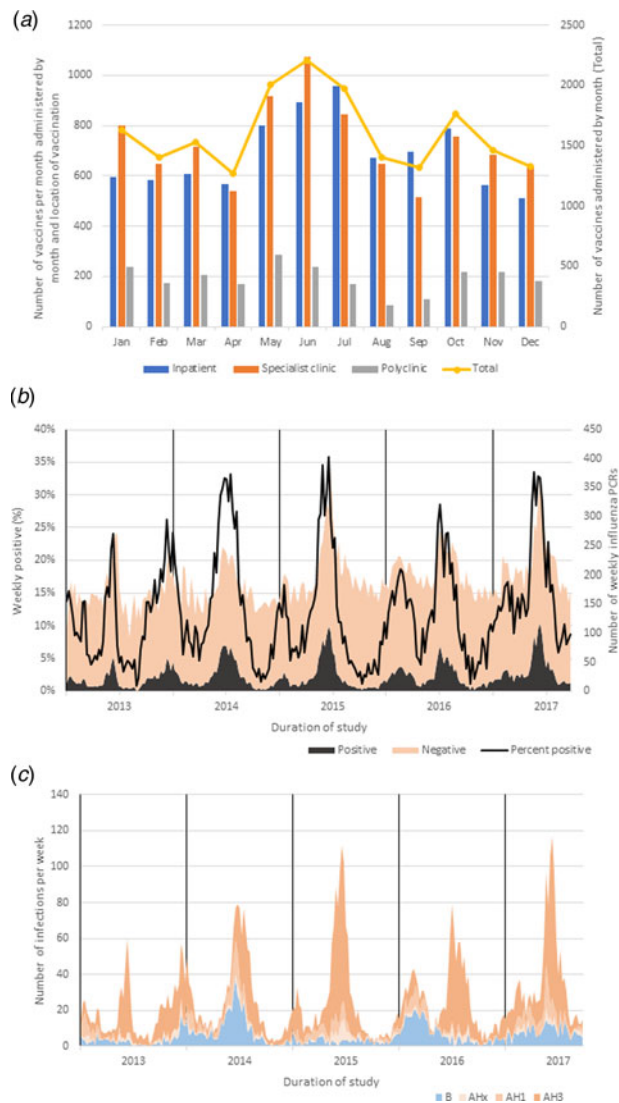 (a)
1200
1000
800
600
400
200
0
2500
2000
1500
1000
500
0
Number of vaccines per month administered by
month and location of vaccination
Number of vaccines administered by month (Total)
Jan Feb Mar Apr May Jun Jul Aug Sep Oct Nov Dec
Inpatient Specialist clinic Polyclinic Total
(b)
40%
35%
30%
25%
20%
15%
10%
5%
0%
450
400
350
300
250
200
150
100
50
0
Weekly positive (%)
Number of weekly influenza PCRs
2013 2014 2015 2016 2017
Duration of study
Positive Negative Percent positive
(c)
140
120
100
80
60
40
20
0
Number of infections per week
2013 2014 2015 2016 2017
Duration of study
B AHx AH1 AH3